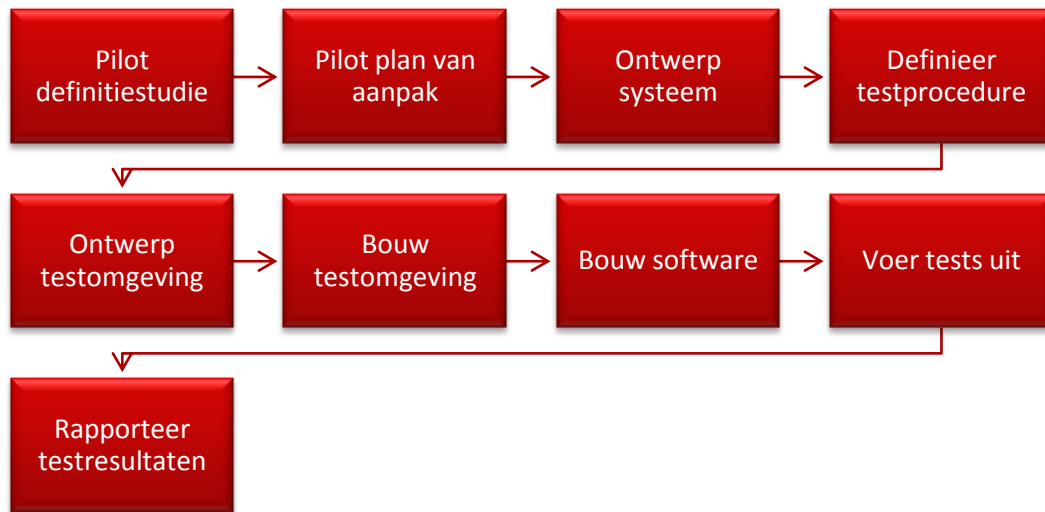 Pilot
definitiestudie
Pilot plan van
aanpak
Ontwerp
systeem
Definieer
testprocedure
Ontwerp
testomgeving
Bouw
testomgeving
Bouw software
Voer tests uit
Rapporteer
testresultaten